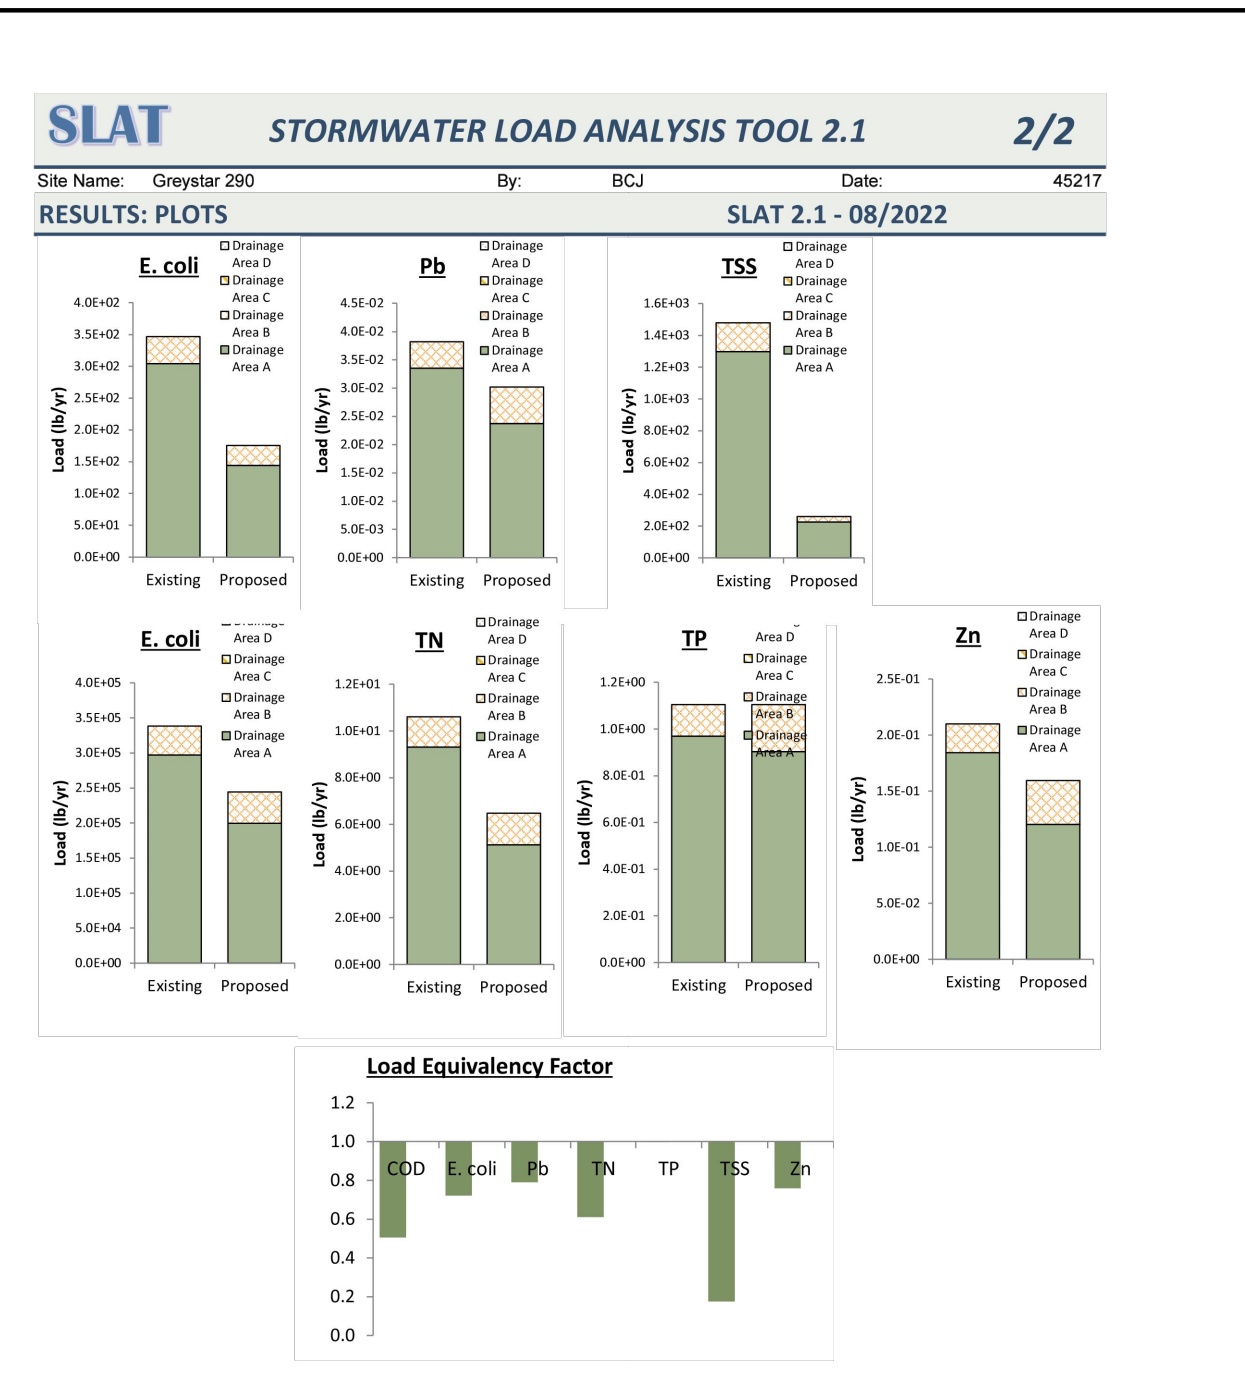 SLAT STORMWATER LOAD ANALYSIS TOOL 2.1 2/2
Site Name: Greystar 290 By: BCJ Date: 45217
RESULTS: PLOTS SLAT 2.1 - 08/2022
E. coli
Drainage
Area D
Drainage
Area C
Drainage
Area B
Drainage
Area A
4.0E+02
3.5E+02
3.0E+02
2.5E+02
2.0E+02
1.5E+02
1.0E+02
5.0E+01
0.0E+00
Load (lb/yr)
Existing Proposed
Pb
Drainage
Area D
Drainage
Area C
Drainage
Area B
Drainage
Area A
4.5E-02
4.0E-02
3.5E-02
3.0E-02
2.5E-02
2.0E-02
1.5E-02
1.0E-02
5.0E-03
0.0E+00
Load (lb/yr)
Existing Proposed
TSS
Drainage
Area D
Drainage
Area C
Drainage
Area B
Drainage
Area A
1.6E+03
1.4E+03
1.2E+03
1.0E+03
8.0E+02
6.0E+02
4.0E+02
2.0E+02
0.0E+00
Load (lb/yr)
Existing Proposed
E. coli
Area D
Drainage
Area C
Drainage
Area B
Drainage
Area A
4.0E+05
3.5E+05
3.0E+05
2.5E+05
2.0E+05
1.5E+05
1.0E+05
5.0E+04
0.0E+00
Load (lb/yr)
Existing Proposed
TN
Drainage
Area D
Drainage
Area C
Drainage
Area B
Drainage
Area A
1.2E+01
1.0E+01
8.0E+00
6.0E+00
4.0E+00
2.0E+00
0.0E+00
Load (lb/yr)
Existing Proposed
TP
Area D
Drainage
Area C
Drainage
Area B
Drainage
Area A
1.2E+00
1.0E+00
8.0E-01
6.0E-01
4.0E-01
2.0E-01
0.0E+00
Load (lb/yr)
Existing Proposed
Zn
Drainage
Area D
Drainage
Area C
Drainage
Area B
Drainage
Area A
2.5E-01
2.0E-01
1.5E-01
1.0E-01
5.0E-02
0.0E+00
Load (lb/yr)
Existing Proposed
Load Equivalency Factor
1.2
1.0
0.8
0.6
0.4
0.2
0.0
COD E. coli Pb TN TP TSS Zn